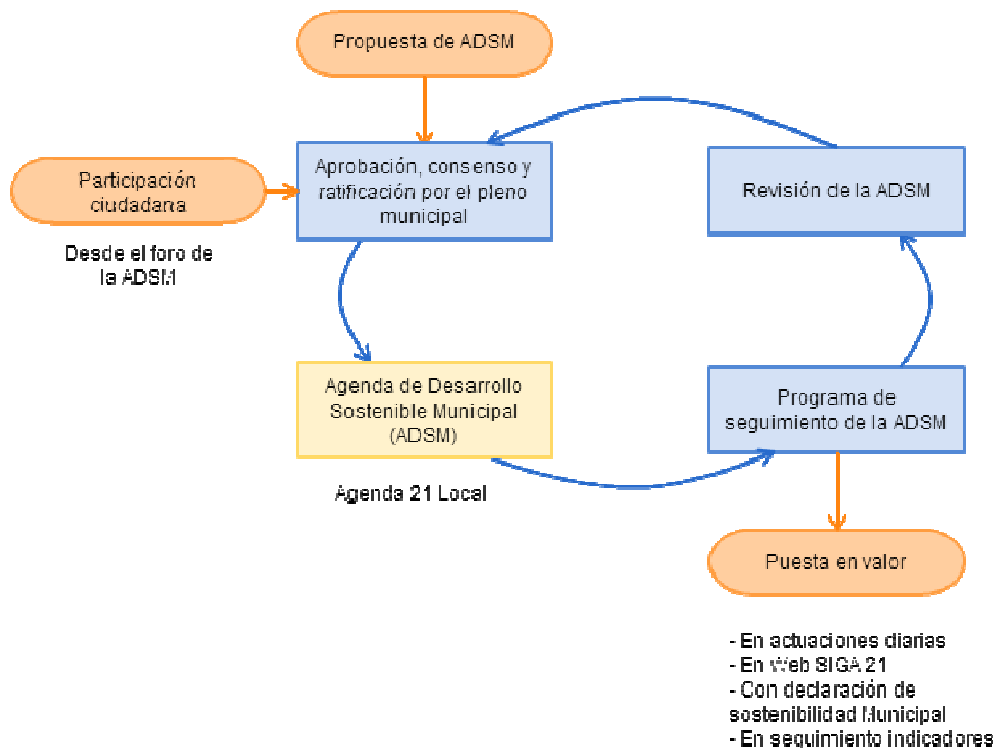 Propuesta de ADSM
Aprobación, consenso y
ratificación por el pleno
municipal
Participación
ciudadana
Desde el foro de
la ADSM
Revisión de la ADSM
Agenda de Desarrollo
Sostenible Municipal
(ADSM)
Agenda 21 Local
Programa de
seguimiento de la ADSM
Puesta en valor
- En actuaciones diarias
- En Web SIGA 21
- Con declaración de
sostenibilidad Municipal
- En seguimiento indicadores